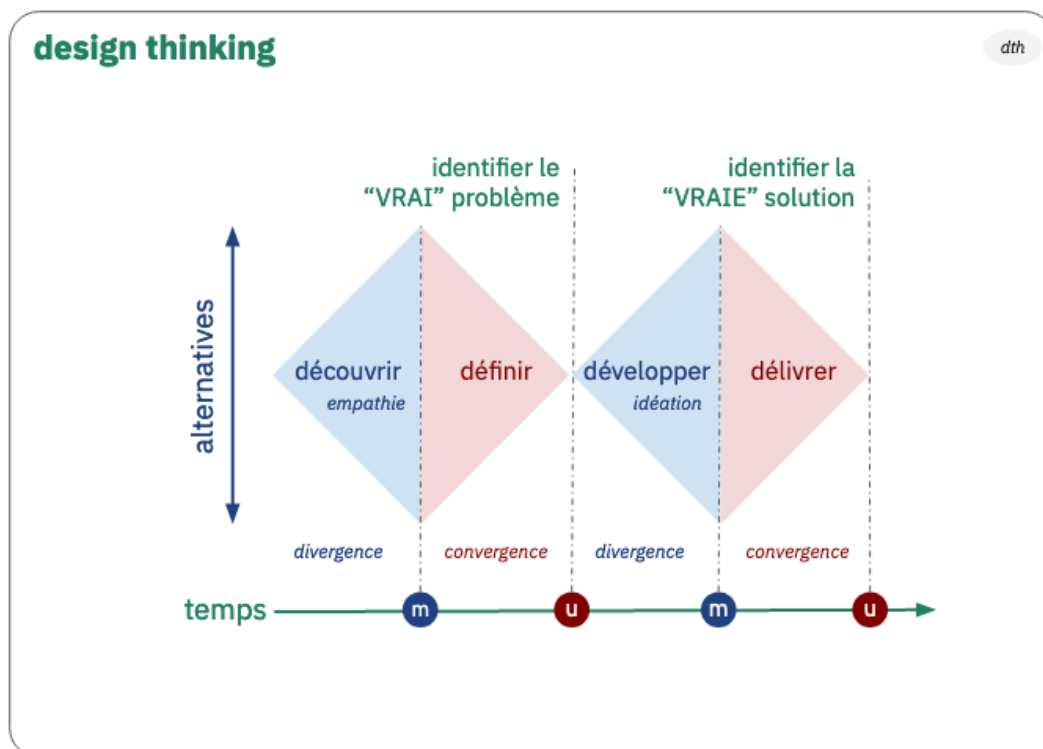 design thinking
dth
identifier le
“VRAI” problème
identifier la
“VRAIE” solution
alternatives
découvrir
empathie
définir
développer
idéation
délivrer
divergence
convergence
divergence
convergence
temps
m
u
m
u